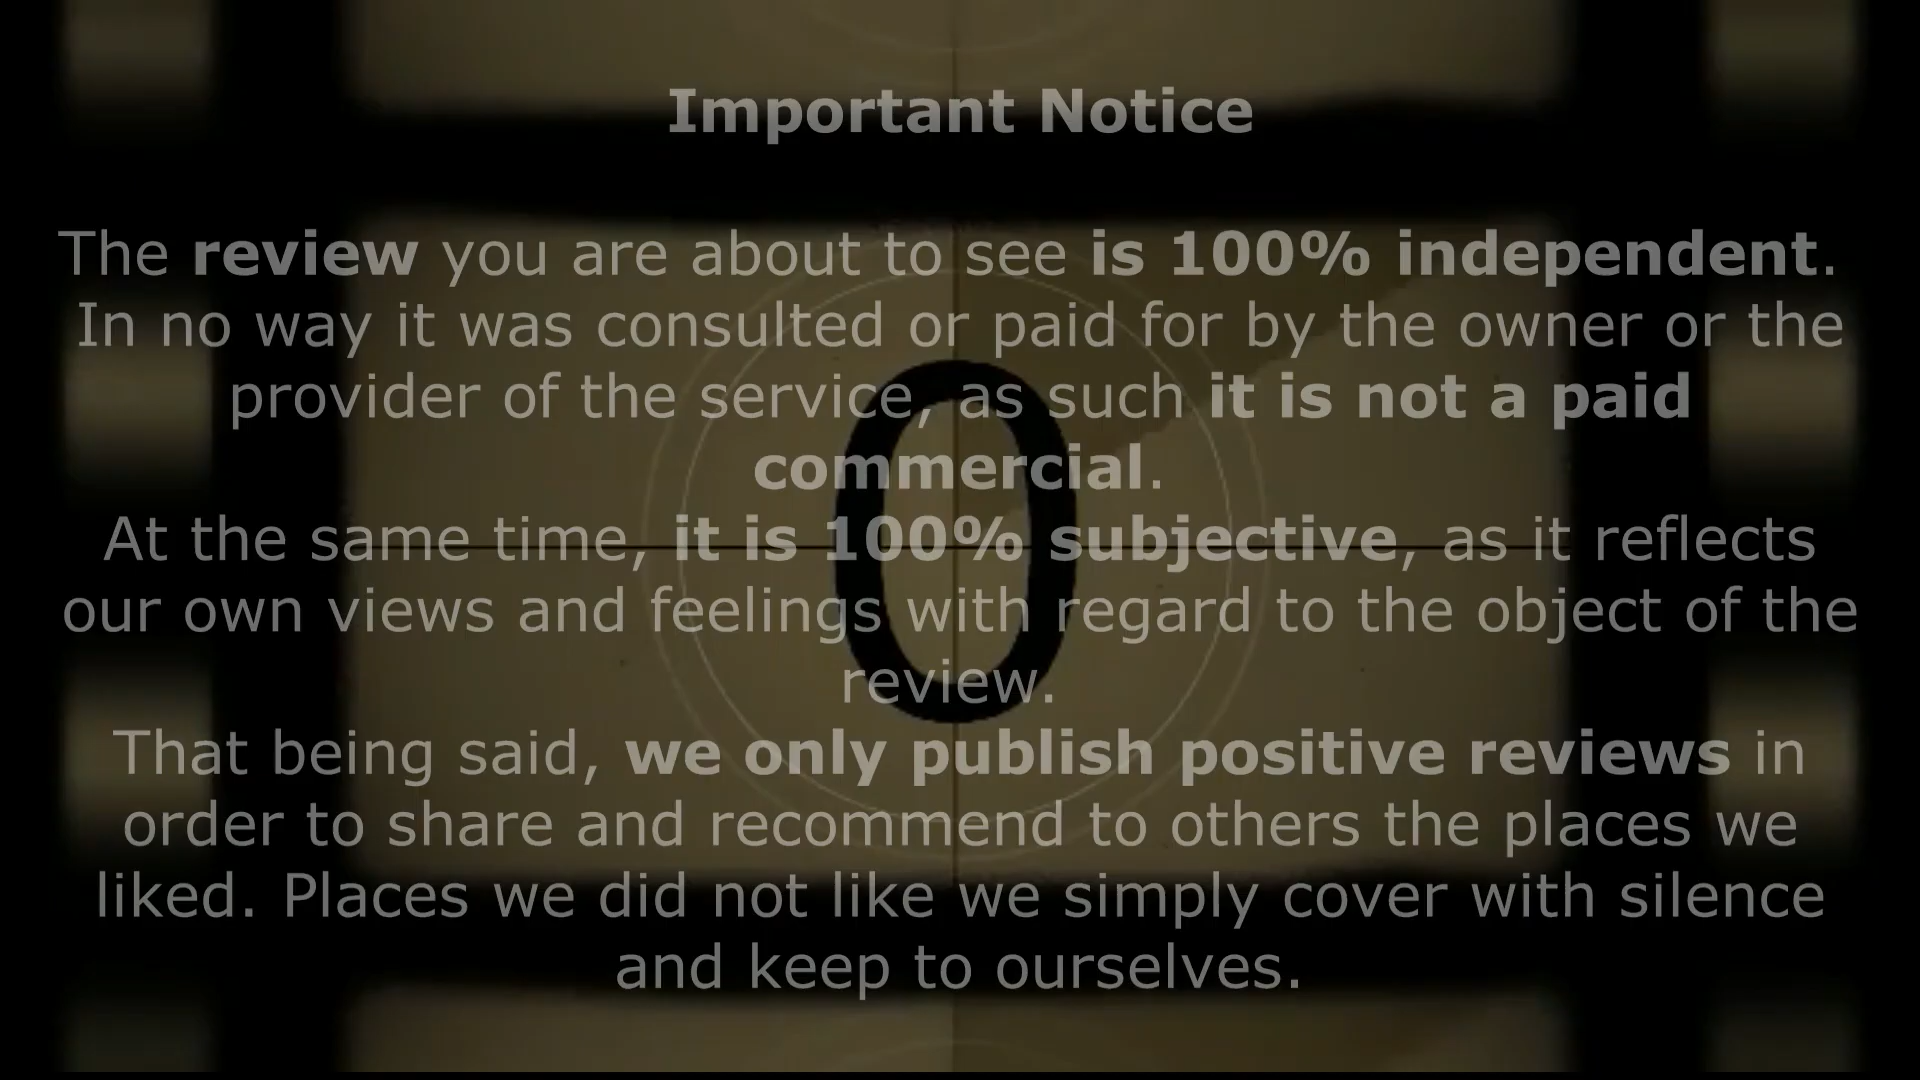 Important Notice
The review you are about to see is 100% independent.
In no way it was consulted or paid for by the owner or the
provider of the service, as such it is not a paid
commercial.
At the same time, it is 100% subjective, as it reflects
our own views and feelings with regard to the object of the
review.
That being said, we only publish positive reviews in
order to share and recommend to others the places we
liked. Places we did not like we simply cover with silence
and keep to ourselves.
0